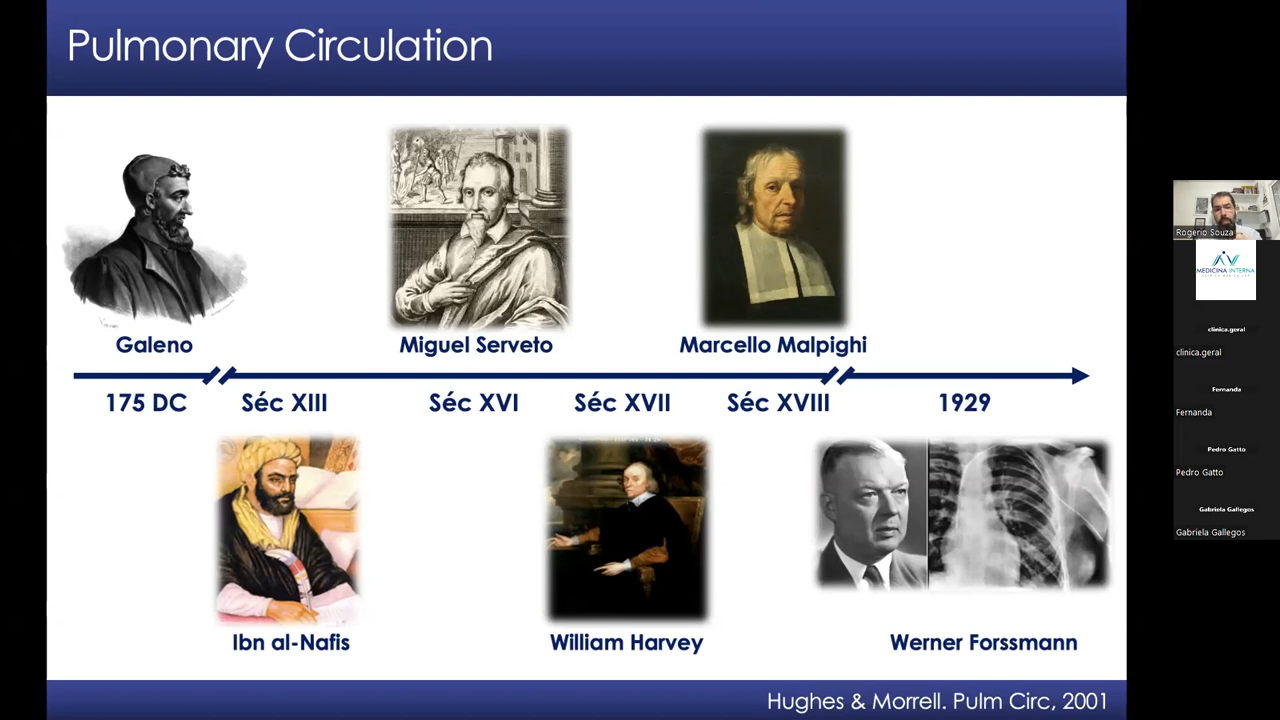 Pulmonary Circulation
Galeno
Miguel Serveto
Marcello Malpighi
175 DC
Séc XIII
Séc XVI
Séc XVII
Séc XVIII
1929
Ibn al-Nafis
William Harvey
Werner Forssmann
Hughes & Morrell. Pulm Circ, 2001
Rogerio Souza
MEDICINA INTERNA
clinica.geral
clinica.geral
Fernanda
Fernanda
Pedro Gatto
Pedro Gatto
Gabriela Gallegos
Gabriela Gallegos